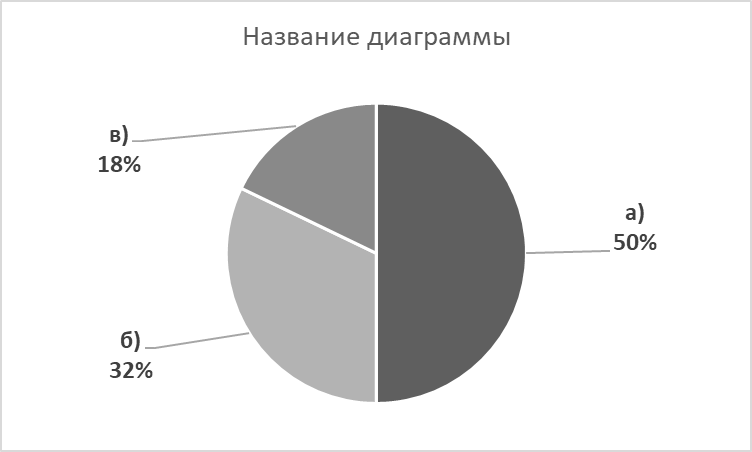 Название диаграммы
в)
18%
а)
50%
б)
32%